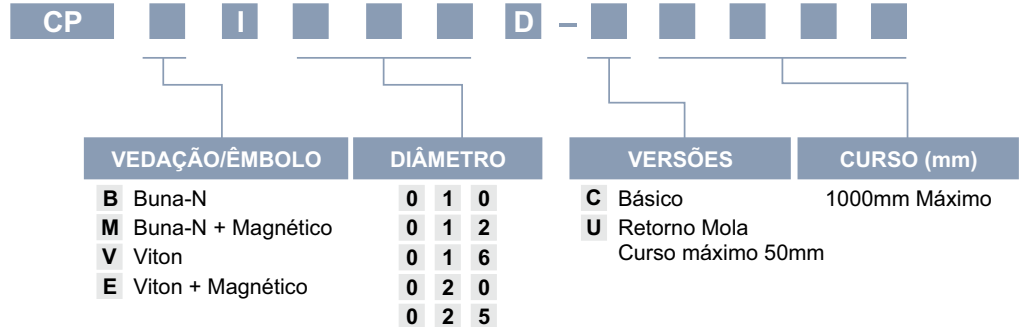 CP I D –
VEDAÇÃO/ÊMBOLO
B Buna-N
M Buna-N + Magnético
V Viton
E Viton + Magnético
DIÂMETRO
0 1 0
0 1 2
0 1 6
0 2 0
0 2 5
VERSÕES
C Básico
U Retorno Mola
Curso máximo 50mm
CURSO (mm)
1000mm Máximo